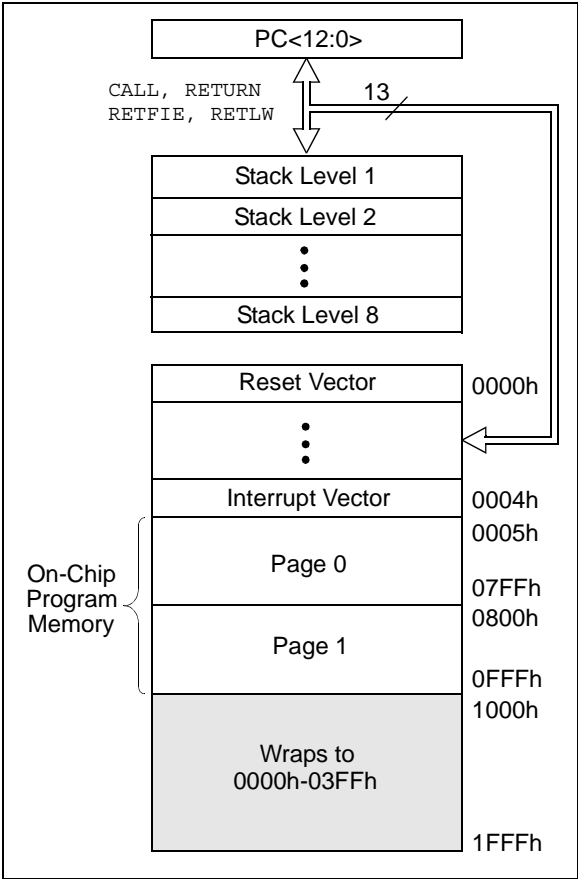 PC<12:0>
CALL, RETURN
RETFIE, RETLW
13
Stack Level 1
Stack Level 2
Stack Level 8
Reset Vector
0000h
Interrupt Vector
0004h
0005h
On-Chip
Program
Memory
Page 0
07FFh
0800h
Page 1
0FFFh
1000h
Wraps to
0000h-03FFh
1FFFh